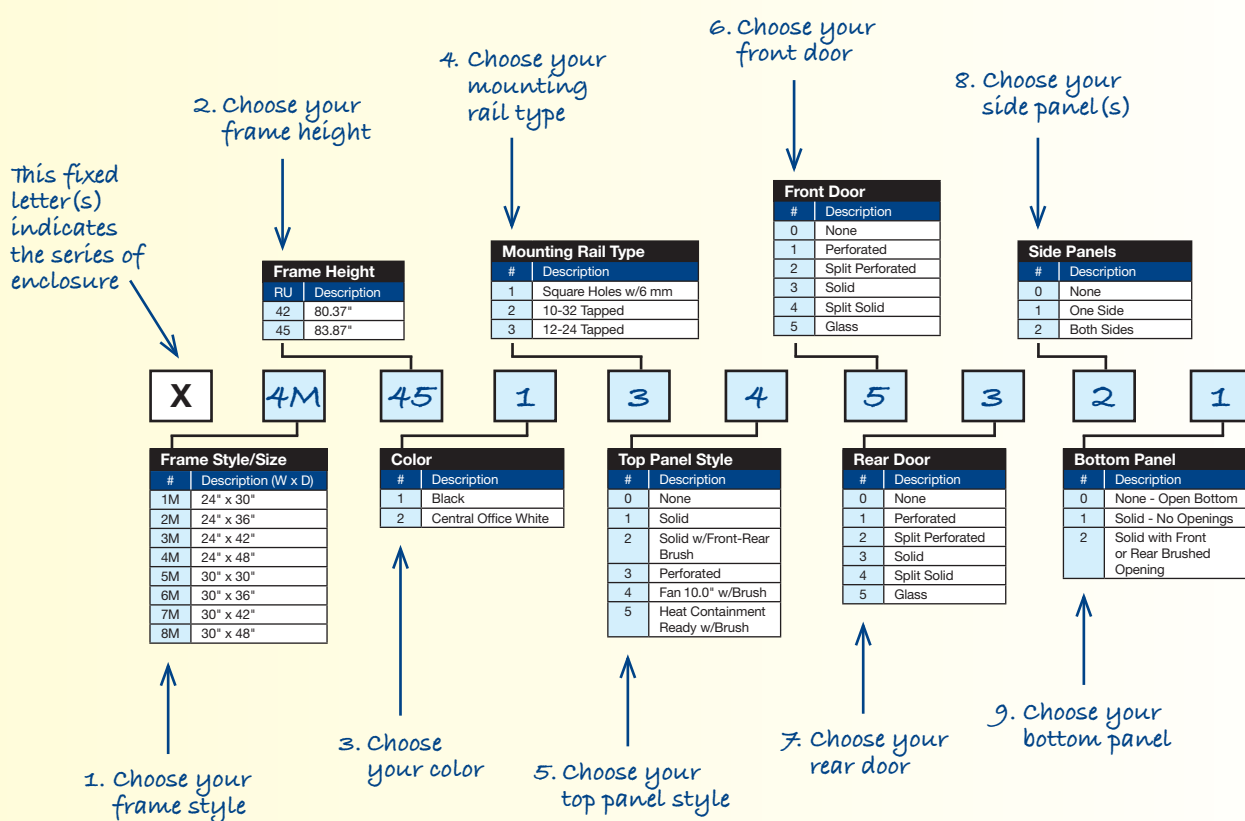 6. Choose your
front door
4. Choose your
mounting
rail type
8. Choose your
side panel(s)
2. Choose your
frame height
This fixed
letter(s)
indicates
the series of
enclosure
Front Door
# Description
0 None
1 Perforated
2 Split Perforated
3 Solid
4 Split Solid
5 Glass
Mounting Rail Type
# Description
1 Square Holes w/6 mm
2 10-32 Tapped
3 12-24 Tapped
Side Panels
# Description
0 None
1 One Side
2 Both Sides
Frame Height
RU Description
42 80.37"
45 83.87"
X 4M 45 1 3 4 5 3 2 1
Frame Style/Size
# Description (W x D)
1M 24" x 30"
2M 24" x 36"
3M 24" x 42"
4M 24" x 48"
5M 30" x 30"
6M 30" x 36"
7M 30" x 42"
8M 30" x 48"
Color
# Description
1 Black
2 Central Office White
Top Panel Style
# Description
0 None
1 Solid
2 Solid w/Front-Rear
Brush
3 Perforated
4 Fan 10.0" w/Brush
5 Heat Containment
Ready w/Brush
Rear Door
# Description
0 None
1 Perforated
2 Split Perforated
3 Solid
4 Split Solid
5 Glass
Bottom Panel
# Description
0 None - Open Bottom
1 Solid - No Openings
2 Solid with Front
or Rear Brushed
Opening
1. Choose your
frame style
3. Choose
your color
5. Choose your
top panel style
7. Choose your
rear door
9. Choose your
bottom panel